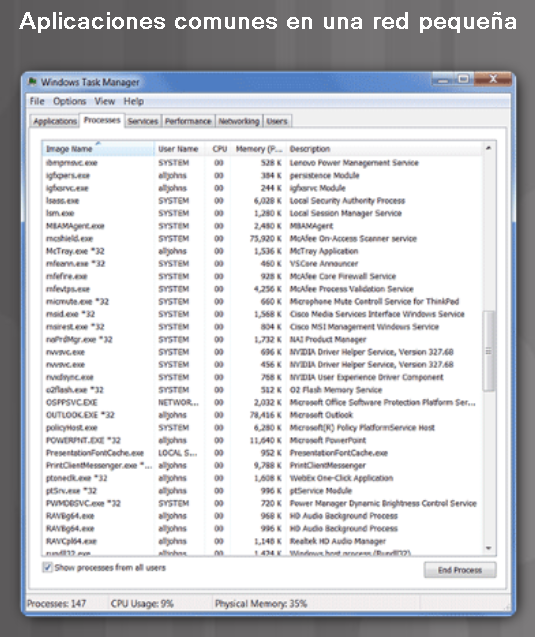 Aplicaciones comunes en una red pequeña
Windows Task Manager
File Options View Help
Applications Processes Services Performance Networking Users
Image Name User Name CPU Memory (P... Description
ibmpmsvc.exe SYSTEM 00 528 K Lenovo Power Management Service
igfxpers.exe alljohns 00 384 K persistence Module
igfxsrvc.exe alljohns 00 244 K igfxsrvc Module
lsass.exe SYSTEM 00 6,028 K Local Security Authority Process
lsm.exe SYSTEM 00 1,280 K Local Session Manager Service
M8AMAgent.exe SYSTEM 00 2,480 K M8AMAgent
mcshield.exe SYSTEM 00 75,920 K McAfee On-Access Scanner service
McTray.exe *32 alljohns 00 1,536 K McTray Application
mfeann.exe *32 SYSTEM 00 460 K VSCore Announcer
mfefire.exe SYSTEM 00 928 K McAfee Core Firewall Service
mfevtps.exe SYSTEM 00 4,256 K McAfee Process Validation Service
micmute.exe *32 SYSTEM 00 660 K Microphone Mute Controll Service for ThinkPad
msid.exe *32 SYSTEM 00 1,568 K Cisco Media Services Interface Windows Service
msirest.exe *32 SYSTEM 00 804 K Cisco MSI Management Windows Service
naPrdMgr.exe *32 SYSTEM 00 1,732 K NAI Product Manager
nvvsvc.exe SYSTEM 00 696 K NVIDIA Driver Helper Service, Version 327.68
nvvsvc.exe SYSTEM 00 456 K NVIDIA Driver Helper Service, Version 327.68
nvxdsync.exe SYSTEM 00 768 K NVIDIA User Experience Driver Component
o2flash.exe *32 SYSTEM 00 512 K O2 Flash Memory Service
OSPPSVC.EXE NETWOR... 00 2,032 K Microsoft Office Software Protection Platform Ser...
OUTLOOK.EXE *32 alljohns 00 78,416 K Microsoft Outlook
policyHost.exe SYSTEM 00 6,280 K Microsoft(R) Policy PlatformService Host
POWERPNT.EXE *32 alljohns 00 11,640 K Microsoft PowerPoint
PresentationFontCache.exe LOCAL S... 00 952 K PresentationFontCache.exe
PrintClientMessenger.exe *... alljohns 00 9,788 K PrintClientMessenger
ptoneclk.exe *32 alljohns 00 1,608 K WebEx One-Click Application
ptSrv.exe *32 alljohns 00 996 K ptService Module
PWMDBSVC.exe *32 SYSTEM 00 720 K Power Manager Dynamic Brightness Control Service
RAVBg64.exe alljohns 00 968 K HD Audio Background Process
RAVBg64.exe alljohns 00 996 K HD Audio Background Process
RAVCpl64.exe alljohns 00 1,148 K Realtek HD Audio Manager
rundll32.exe alljohns 00 1,424 K Windows host process (Rundll32)
Show processes from all users End Process
Processes: 147 CPU Usage: 9% Physical Memory: 35%